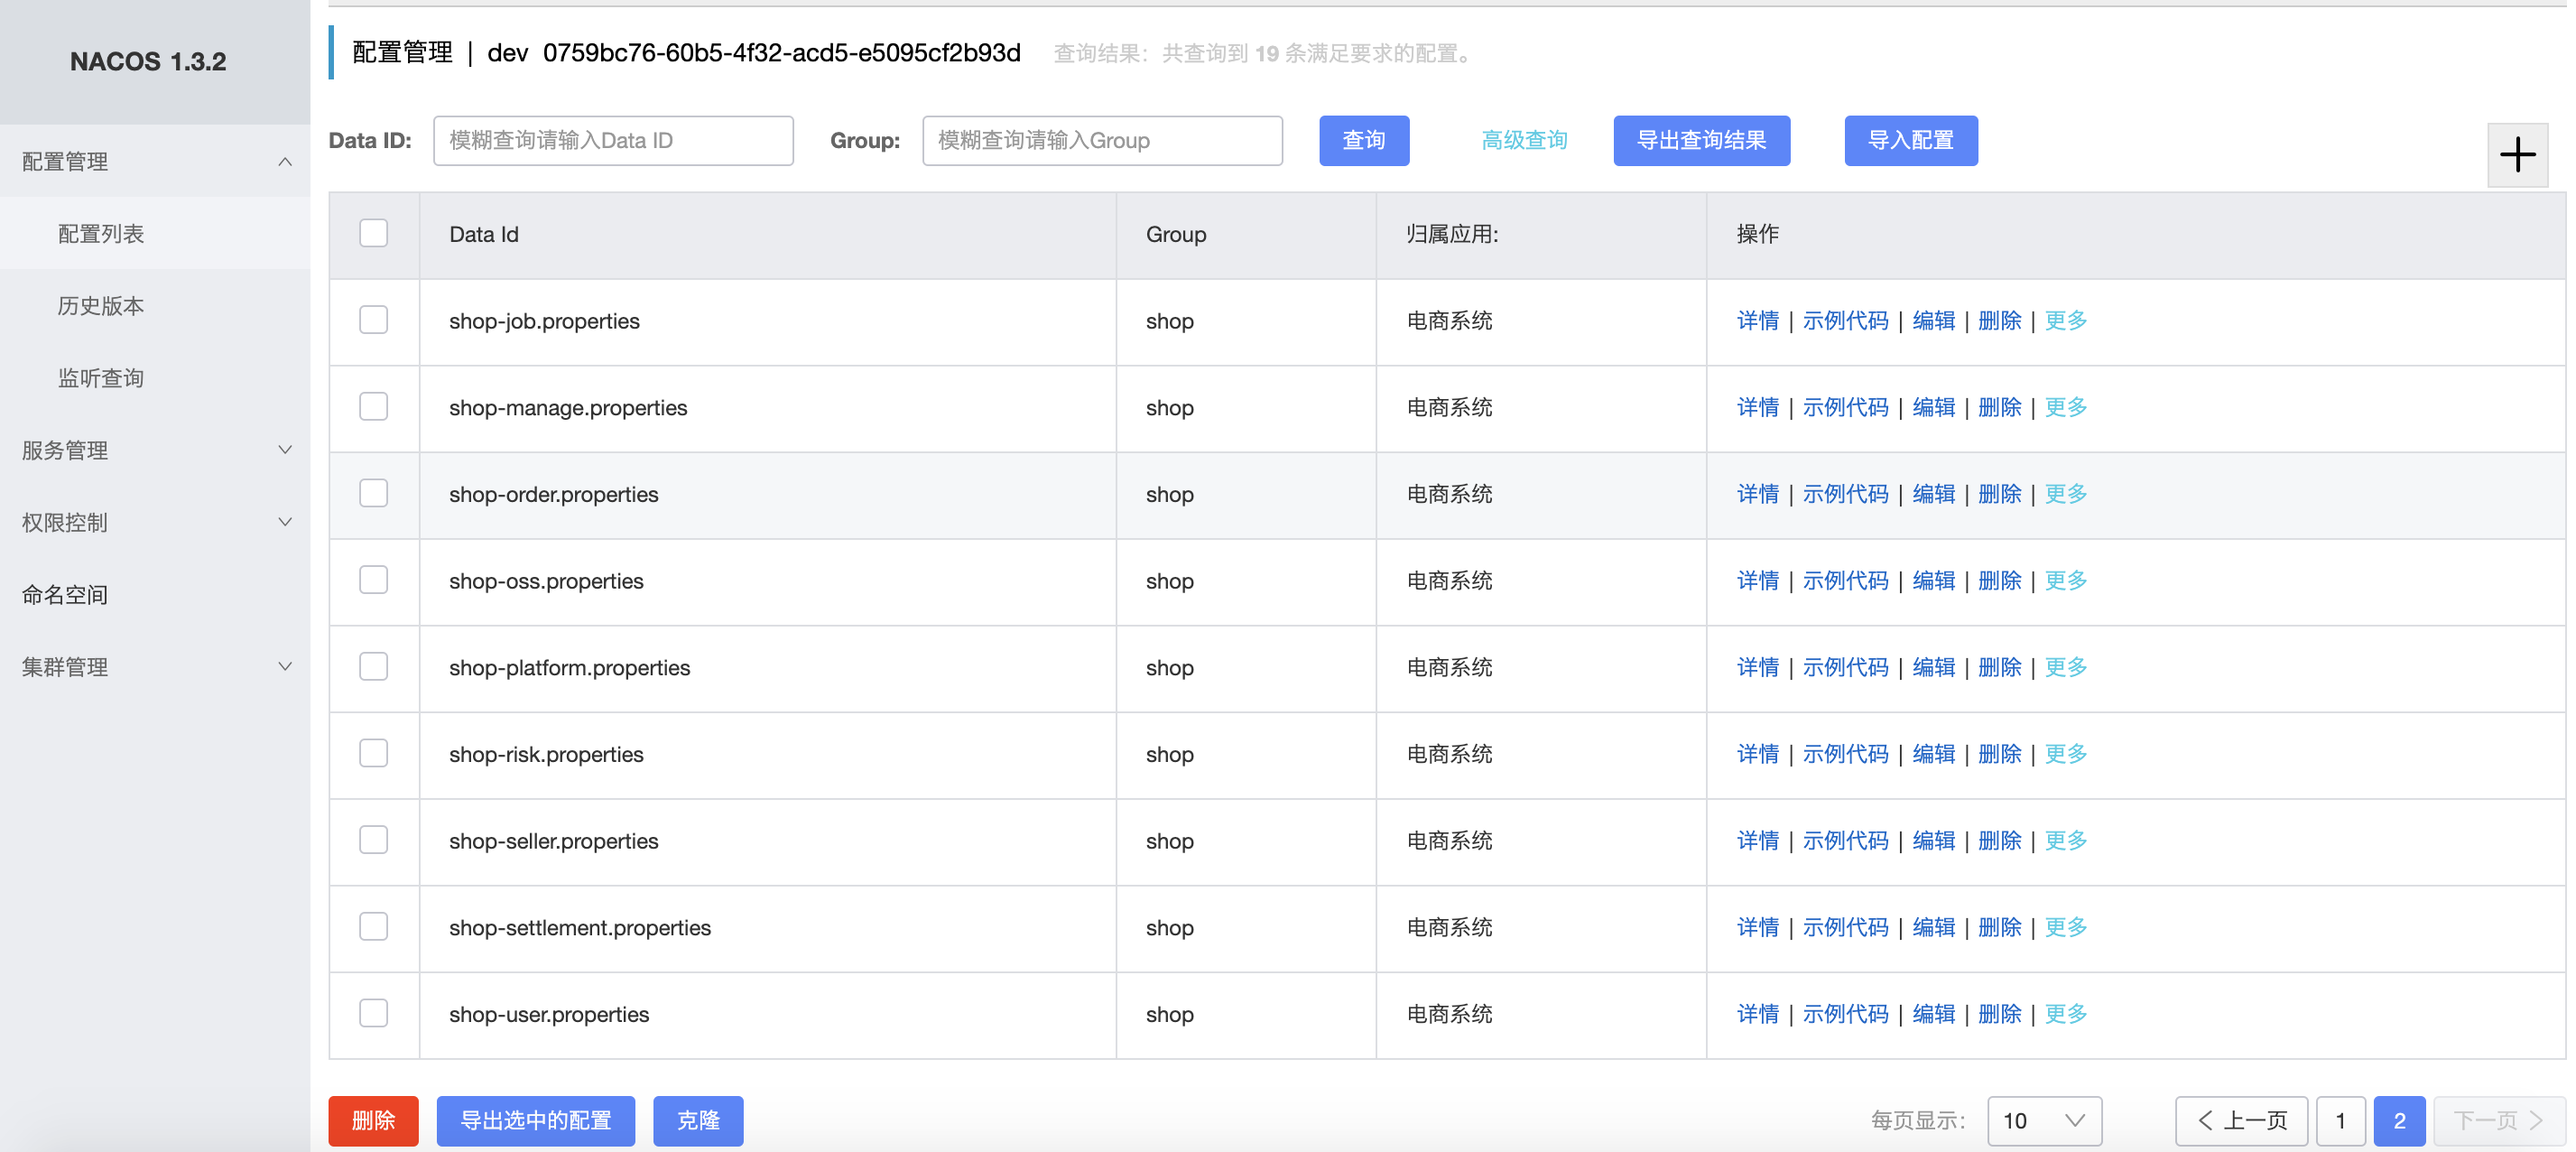 NACOS 1.3.2
配置管理
配置列表
历史版本
监听查询
服务管理
权限控制
命名空间
集群管理
配置管理 | dev 0759bc76-60b5-4f32-acd5-e5095cf2b93d 查询结果：共查询到 19 条满足要求的配置。
Data ID: 模糊查询请输入Data ID Group: 模糊查询请输入Group 查询 高级查询 导出查询结果 导入配置
Data Id Group 归属应用: 操作
shop-job.properties shop 电商系统 详情 | 示例代码 | 编辑 | 删除 | 更多
shop-manage.properties shop 电商系统 详情 | 示例代码 | 编辑 | 删除 | 更多
shop-order.properties shop 电商系统 详情 | 示例代码 | 编辑 | 删除 | 更多
shop-oss.properties shop 电商系统 详情 | 示例代码 | 编辑 | 删除 | 更多
shop-platform.properties shop 电商系统 详情 | 示例代码 | 编辑 | 删除 | 更多
shop-risk.properties shop 电商系统 详情 | 示例代码 | 编辑 | 删除 | 更多
shop-seller.properties shop 电商系统 详情 | 示例代码 | 编辑 | 删除 | 更多
shop-settlement.properties shop 电商系统 详情 | 示例代码 | 编辑 | 删除 | 更多
shop-user.properties shop 电商系统 详情 | 示例代码 | 编辑 | 删除 | 更多
删除 导出选中的配置 克隆 每页显示: 10 上一页 1 2 下一页